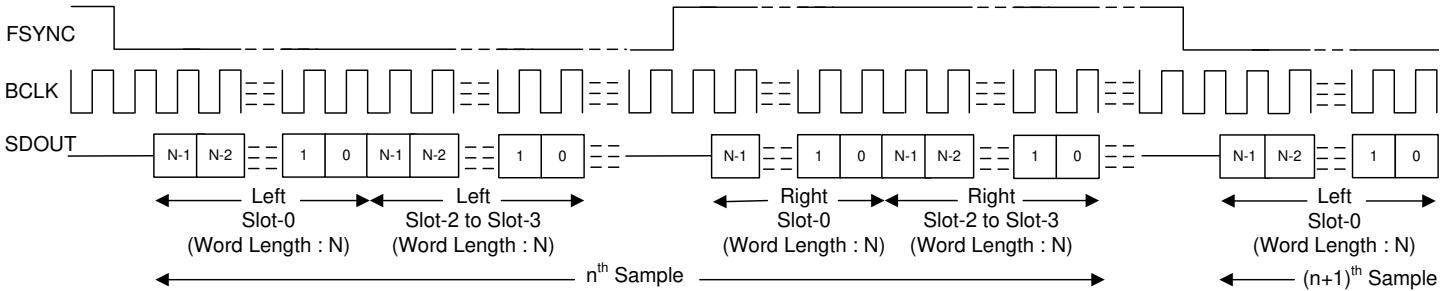 FSYNC
BCLK
SDOUT
N-1 N-2 1 0 N-1 N-2 1 0 N-1 1 0 N-1 N-2 1 0 N-1 N-2 1 0
Left Left Right Right Left
Slot-0 Slot-2 to Slot-3 Slot-0 Slot-2 to Slot-3 Slot-0
(Word Length : N) (Word Length : N) (Word Length : N) (Word Length : N) (Word Length : N)
nth Sample (n+1)th Sample